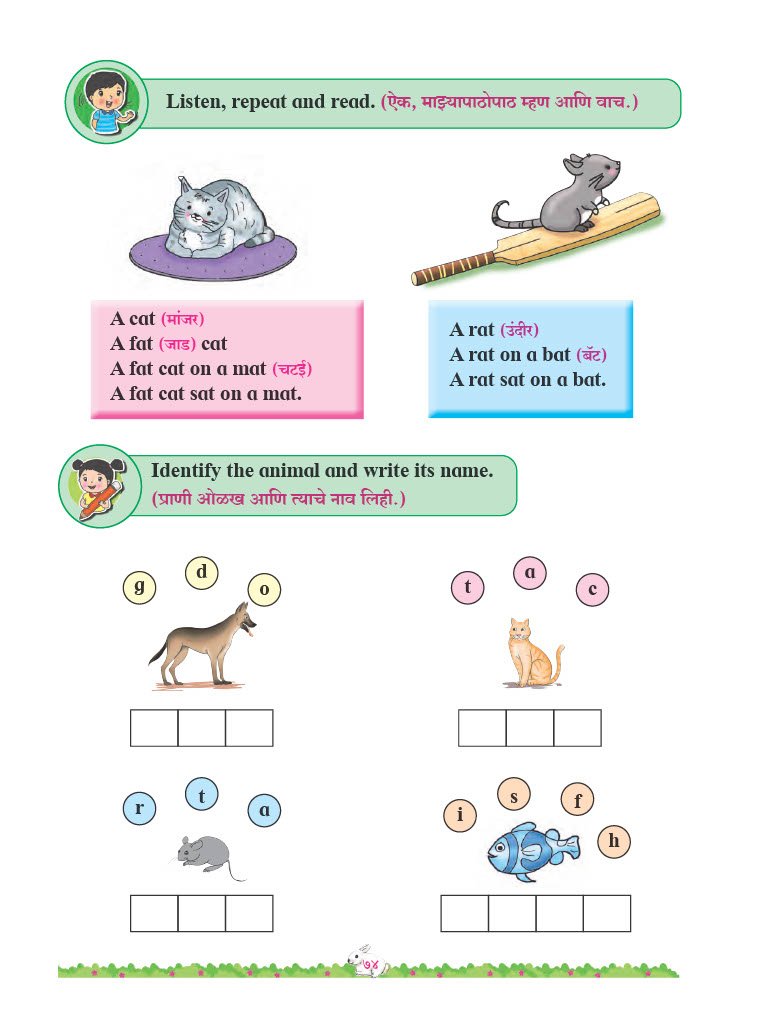 Listen, repeat and read. (ऐक, माझ्यापाठोपाठ म्हण आणि वाच.)
A cat (मांजर)
A fat (जाड) cat
A fat cat on a mat (चटई)
A fat cat sat on a mat.
A rat (उंदीर)
A rat on a bat (बॅट)
A rat sat on a bat.
Identify the animal and write its name.
(प्राणी ओळख आणि त्याचे नाव लिही.)
g d o
t a c
r t a
i s f h
७४